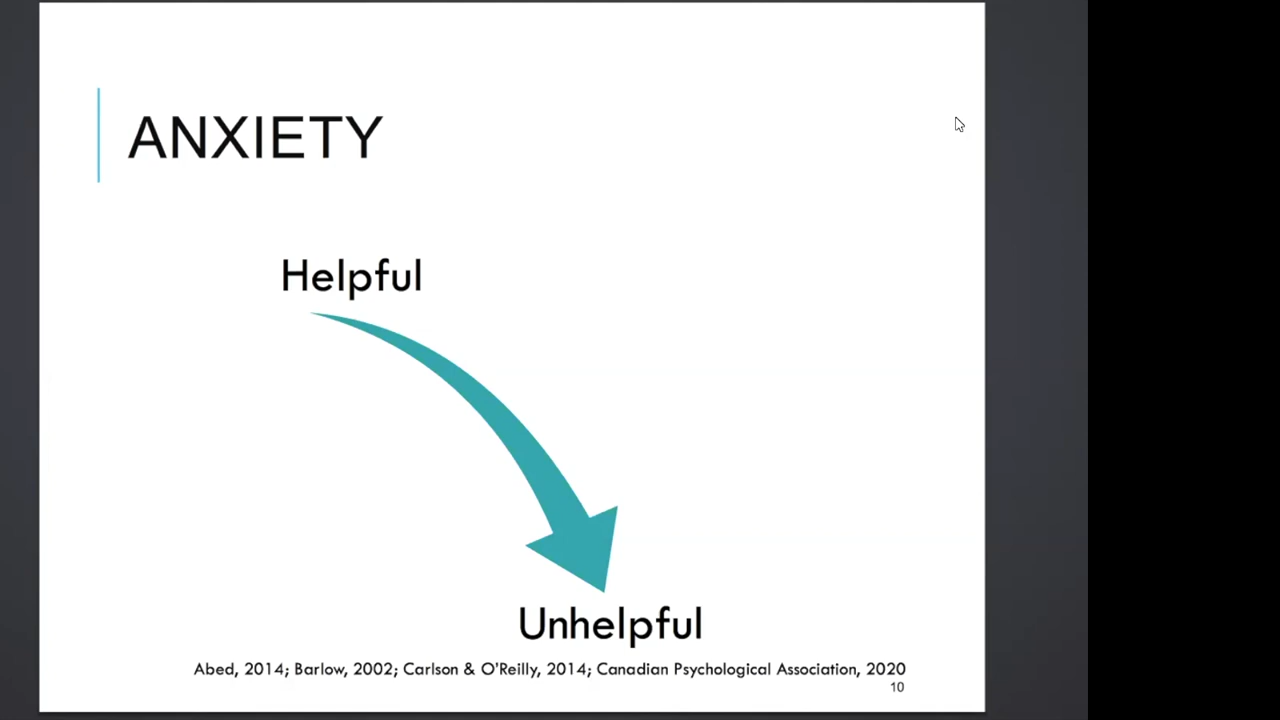 ANXIETY
Helpful
Unhelpful
Abed, 2014; Barlow, 2002; Carlson & O'Reilly, 2014; Canadian Psychological Association, 2020
10